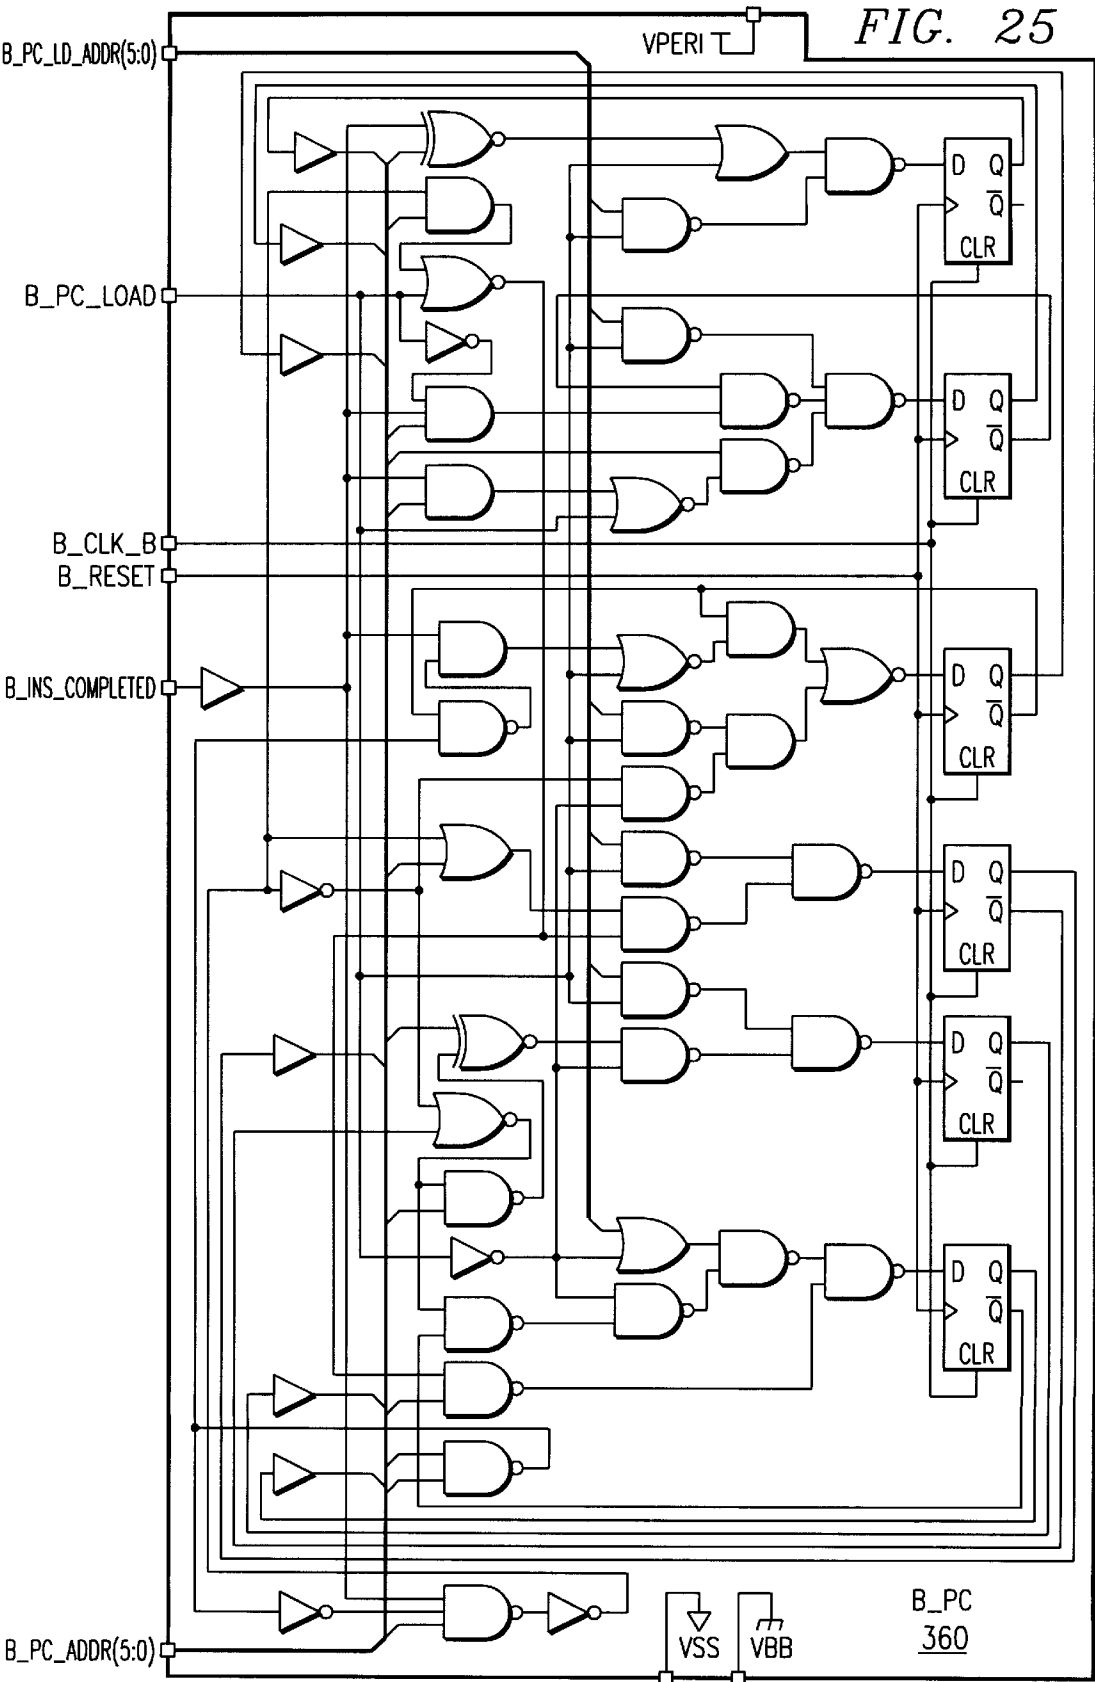 FIG. 25
VPERI
B_PC_LD_ADDR(5:0)
D Q
Q̅
CLR
B_PC_LOAD
D Q
Q̅
CLR
B_CLK_B
B_RESET
B_INS_COMPLETED
D Q
Q̅
CLR
D Q
Q̅
CLR
D Q
Q̅
CLR
D Q
Q̅
CLR
B_PC
360
VSS
VBB
B_PC_ADDR(5:0)